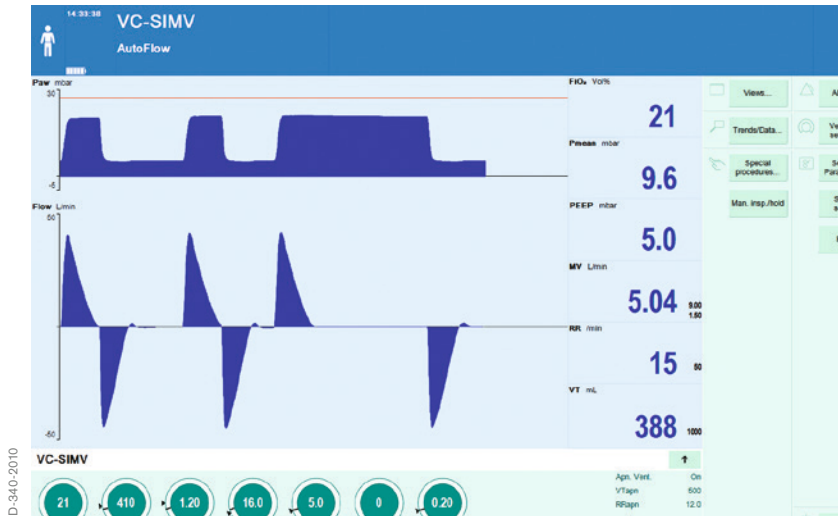 14:33:38
VC-SIMV
AutoFlow
Paw mbar
30
-5
Flow L/min
50
-50
FiO₂ Vol%
21
Pmean mbar
9.6
PEEP mbar
5.0
MV L/min
5.04
9.00
1.50
RR /min
15
50
VT mL
388
1000
Views...
Trends/Data...
Special
procedures...
Man. insp./hold
VC-SIMV
21
410
1.20
16.0
5.0
0
0.20
Apn. Vent. On
VTapn 500
RRapn 12.0
D-340-2010